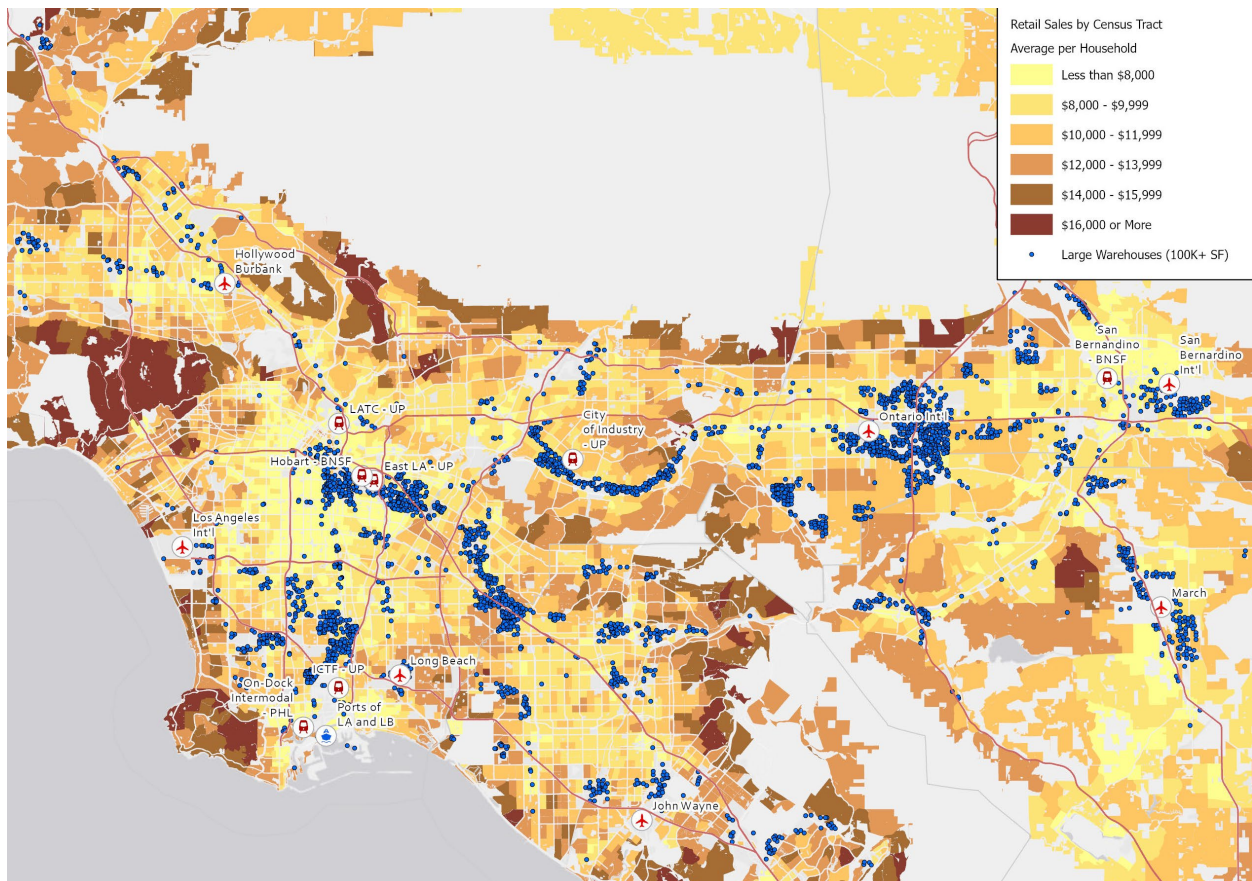 Retail Sales by Census Tract
Average per Household
Less than $8,000
$8,000 - $9,999
$10,000 - $11,999
$12,000 - $13,999
$14,000 - $15,999
$16,000 or More
Large Warehouses (100K+ SF)
Hollywood
Burbank
San
Bernandino
- BNSF
San
Bernardino
Int'l
LATC - UP
City
of Industry
- UP
Ontario Int'l
Hobart - BNSF
East LA - UP
Los Angeles
Int'l
March
Long Beach
ICTF - UP
On-Dock
Intermodal
- PHL
Ports of
LA and LB
John Wayne